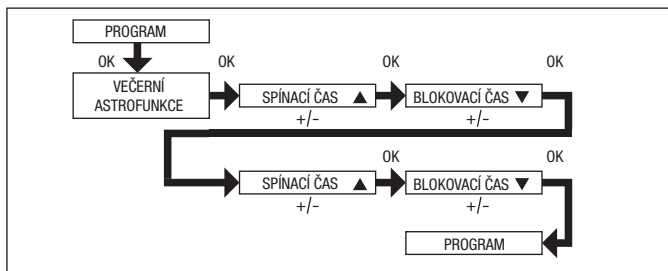 PROGRAM
OK
VEČERNÍ
ASTROFUNKCE
OK
SPÍNACÍ ČAS ▲
+/-
OK
BLOKOVACÍ ČAS ▼
+/-
OK
SPÍNACÍ ČAS ▲
+/-
OK
BLOKOVACÍ ČAS ▼
+/-
OK
PROGRAM